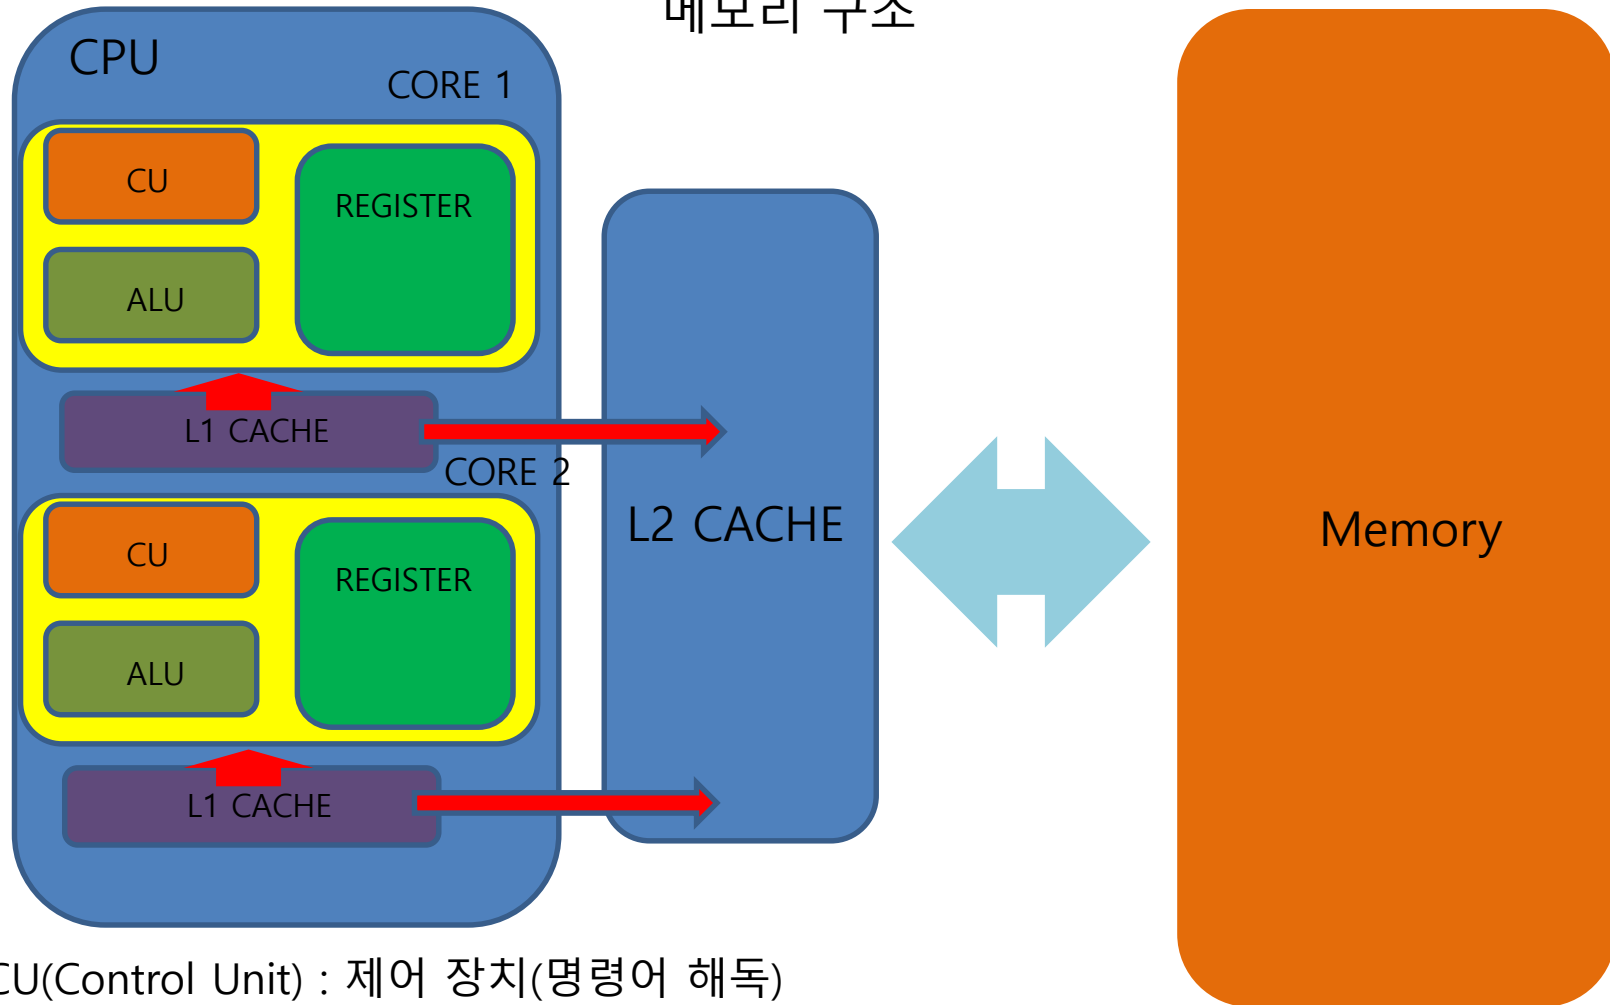 메모리 구조
CPU
CORE 1
CU
REGISTER
ALU
L1 CACHE
CORE 2
CU
REGISTER
ALU
L1 CACHE
L2 CACHE
Memory
CU(Control Unit) : 제어 장치(명령어 해독)